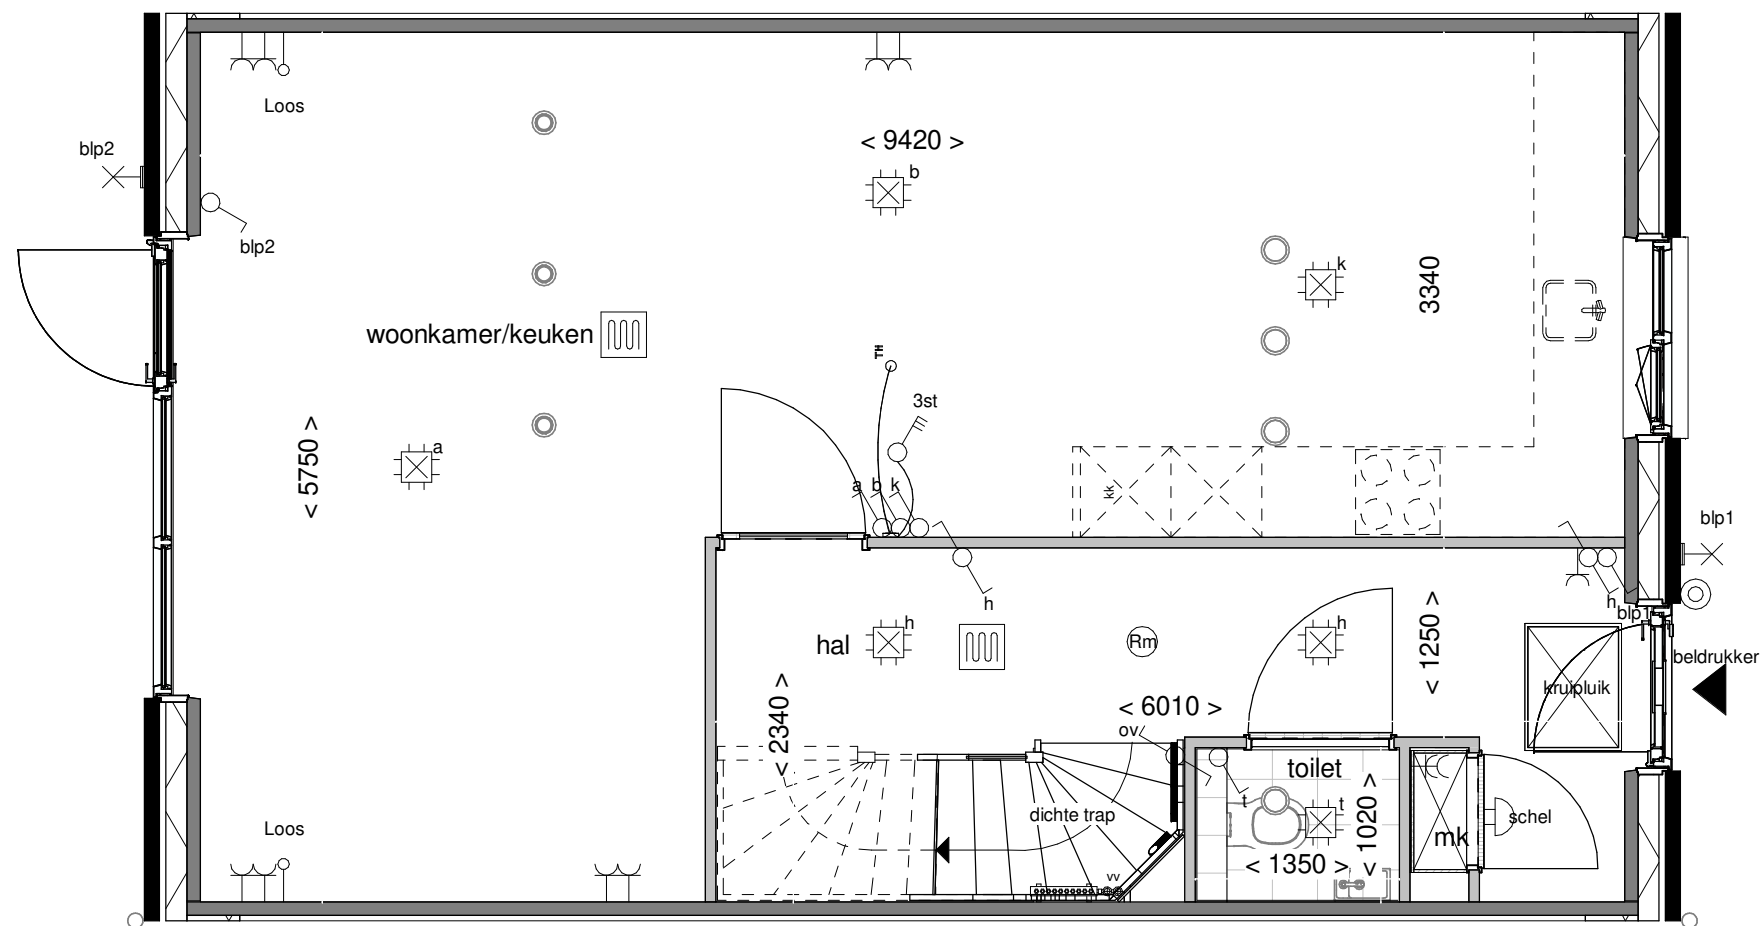 Loos
blp2
< 9420 >
b
blp2
k
3340
woonkamer/keuken
TH
3st
< 5750 >
a
a b k
kk
blp1
h
h
blp1
hal
h
Rm
h
< 1250 >
beldrukker
kruipluik
< 2340 >
< 6010 >
ov
toilet
t
t
< 1020 >
dichte trap
schel
Loos
mk
< 1350 >
vv